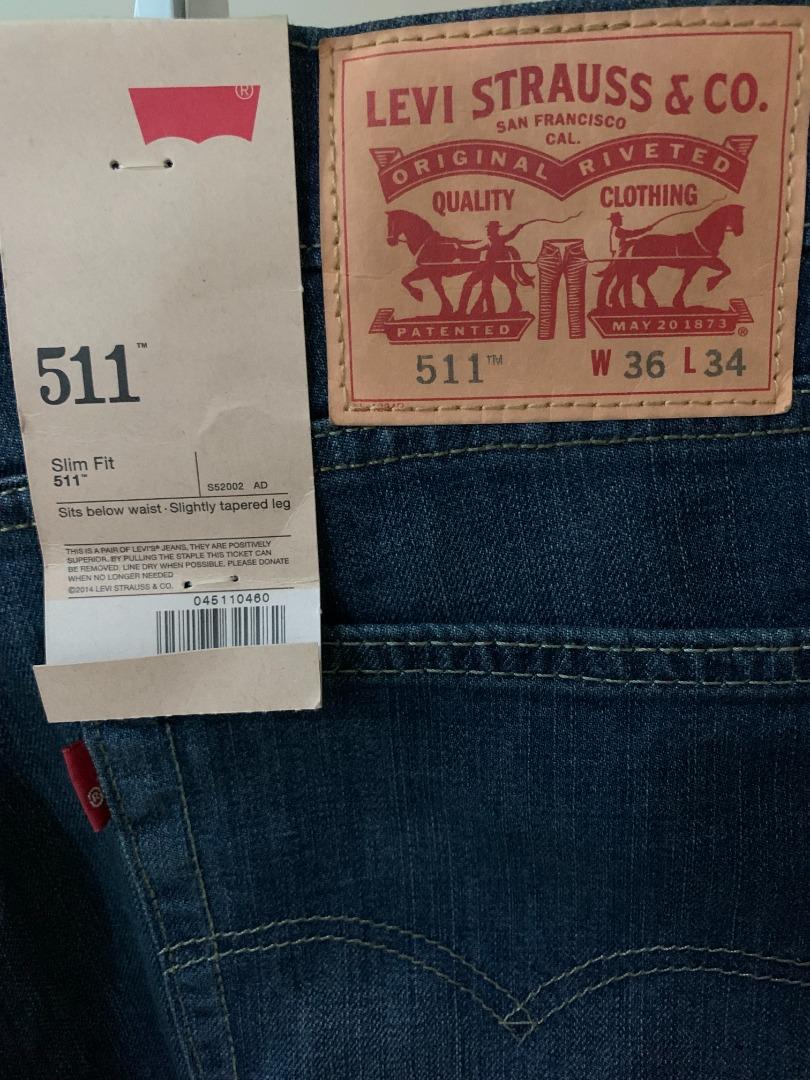 ®
511™
Slim Fit
511™
S52002 AD
Sits below waist · Slightly tapered leg
THIS IS A PAIR OF LEVI'S® JEANS, THEY ARE POSITIVELY
SUPERIOR. BY PULLING THE STAPLE THIS TICKET CAN
BE REMOVED. LINE DRY WHEN POSSIBLE. PLEASE DONATE
WHEN NO LONGER NEEDED
©2014 LEVI STRAUSS & CO.
045110460
LEVI STRAUSS & CO.
SAN FRANCISCO
CAL.
ORIGINAL RIVETED
QUALITY CLOTHING
PATENTED MAY 20 1873 ®
511™ W 36 L 34
®